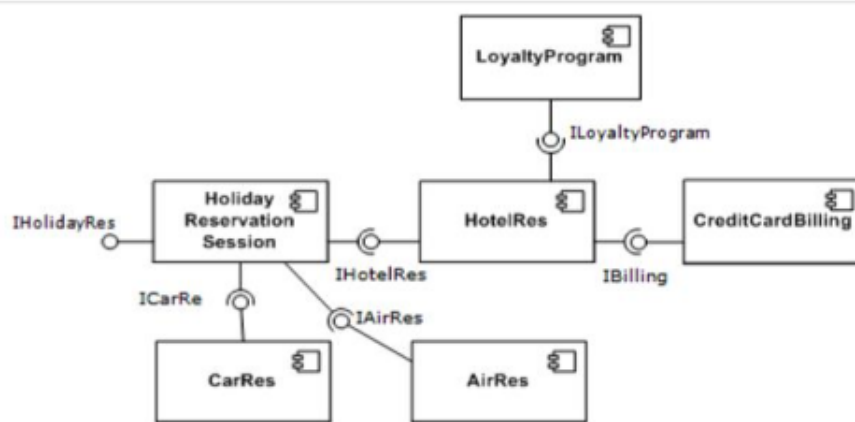 LoyaltyProgram
ILoyaltyProgram
IHolidayRes
Holiday
Reservation
Session
HotelRes
CreditCardBilling
IHotelRes
IBilling
ICarRe
IAirRes
CarRes
AirRes